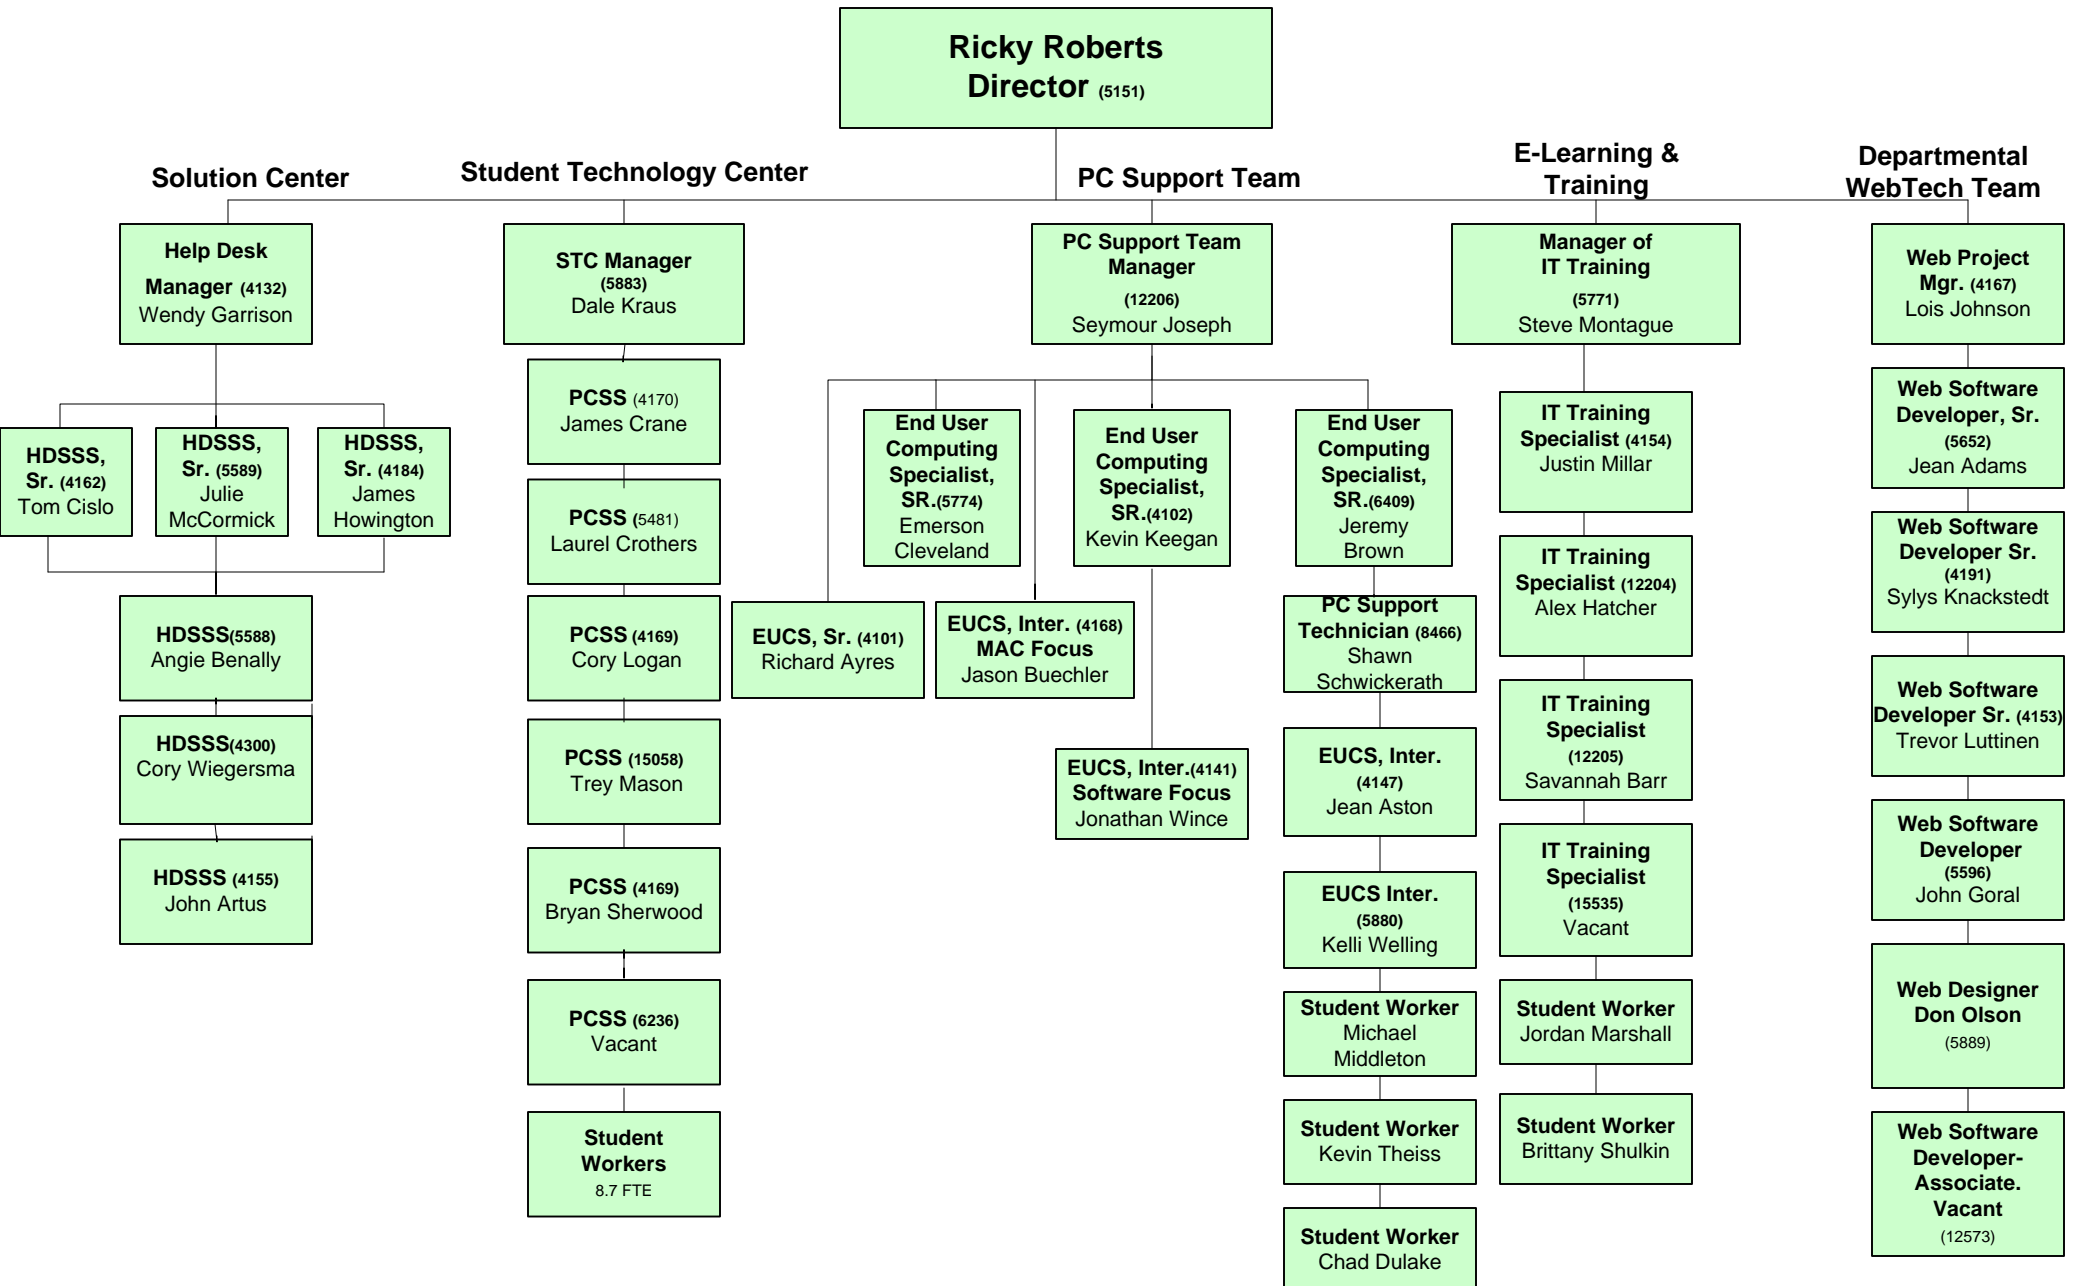 Ricky Roberts
Director (5151)
Solution Center
Student Technology Center
PC Support Team
E-Learning &
Training
Departmental
WebTech Team
Help Desk
Manager (4132)
Wendy Garrison
HDSSS,
Sr. (4162)
Tom Cislo
HDSSS,
Sr. (5589)
Julie
McCormick
HDSSS,
Sr. (4184)
James
Howington
HDSSS(5588)
Angie Benally
HDSSS(4300)
Cory Wiegersma
HDSSS (4155)
John Artus
STC Manager
(5883)
Dale Kraus
PCSS (4170)
James Crane
PCSS (5481)
Laurel Crothers
PCSS (4169)
Cory Logan
PCSS (15058)
Trey Mason
PCSS (4169)
Bryan Sherwood
PCSS (6236)
Vacant
Student
Workers
8.7 FTE
PC Support Team
Manager
(12206)
Seymour Joseph
End User
Computing
Specialist,
SR.(5774)
Emerson
Cleveland
End User
Computing
Specialist,
SR.(4102)
Kevin Keegan
End User
Computing
Specialist,
SR.(6409)
Jeremy
Brown
EUCS, Sr. (4101)
Richard Ayres
EUCS, Inter. (4168)
MAC Focus
Jason Buechler
EUCS, Inter.(4141)
Software Focus
Jonathan Wince
PC Support
Technician (8466)
Shawn
Schwickerath
EUCS, Inter.
(4147)
Jean Aston
EUCS Inter.
(5880)
Kelli Welling
Student Worker
Michael
Middleton
Student Worker
Kevin Theiss
Student Worker
Chad Dulake
Manager of
IT Training
(5771)
Steve Montague
IT Training
Specialist (4154)
Justin Millar
IT Training
Specialist (12204)
Alex Hatcher
IT Training
Specialist
(12205)
Savannah Barr
IT Training
Specialist
(15535)
Vacant
Student Worker
Jordan Marshall
Student Worker
Brittany Shulkin
Web Project
Mgr. (4167)
Lois Johnson
Web Software
Developer, Sr.
(5652)
Jean Adams
Web Software
Developer Sr.
(4191)
Sylys Knackstedt
Web Software
Developer Sr. (4153)
Trevor Luttinen
Web Software
Developer
(5596)
John Goral
Web Designer
Don Olson
(5889)
Web Software
Developer-
Associate.
Vacant
(12573)